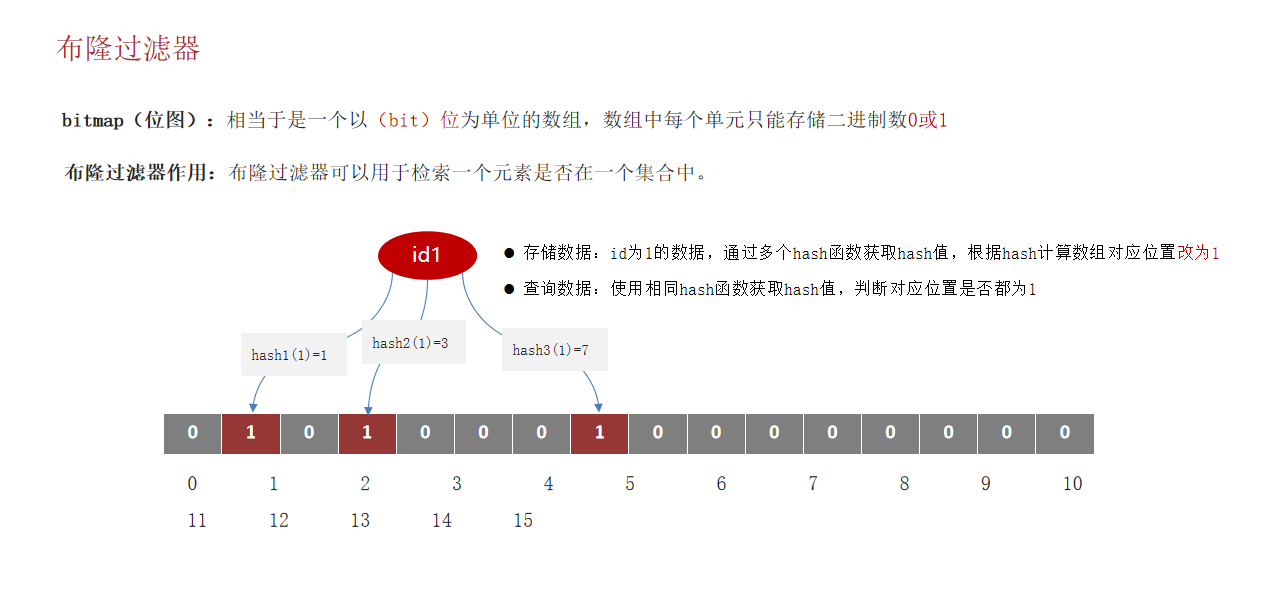 布隆过滤器
bitmap（位图）：相当于是一个以（bit）位为单位的数组，数组中每个单元只能存储二进制数0或1
布隆过滤器作用：布隆过滤器可以用于检索一个元素是否在一个集合中。
id1
● 存储数据：id为1的数据，通过多个hash函数获取hash值，根据hash计算数组对应位置改为1
● 查询数据：使用相同hash函数获取hash值，判断对应位置是否都为1
hash1(1)=1
hash2(1)=3
hash3(1)=7
0 1 0 1 0 0 0 1 0 0 0 0 0 0 0 0
0 1 2 3 4 5 6 7 8 9 10
11 12 13 14 15